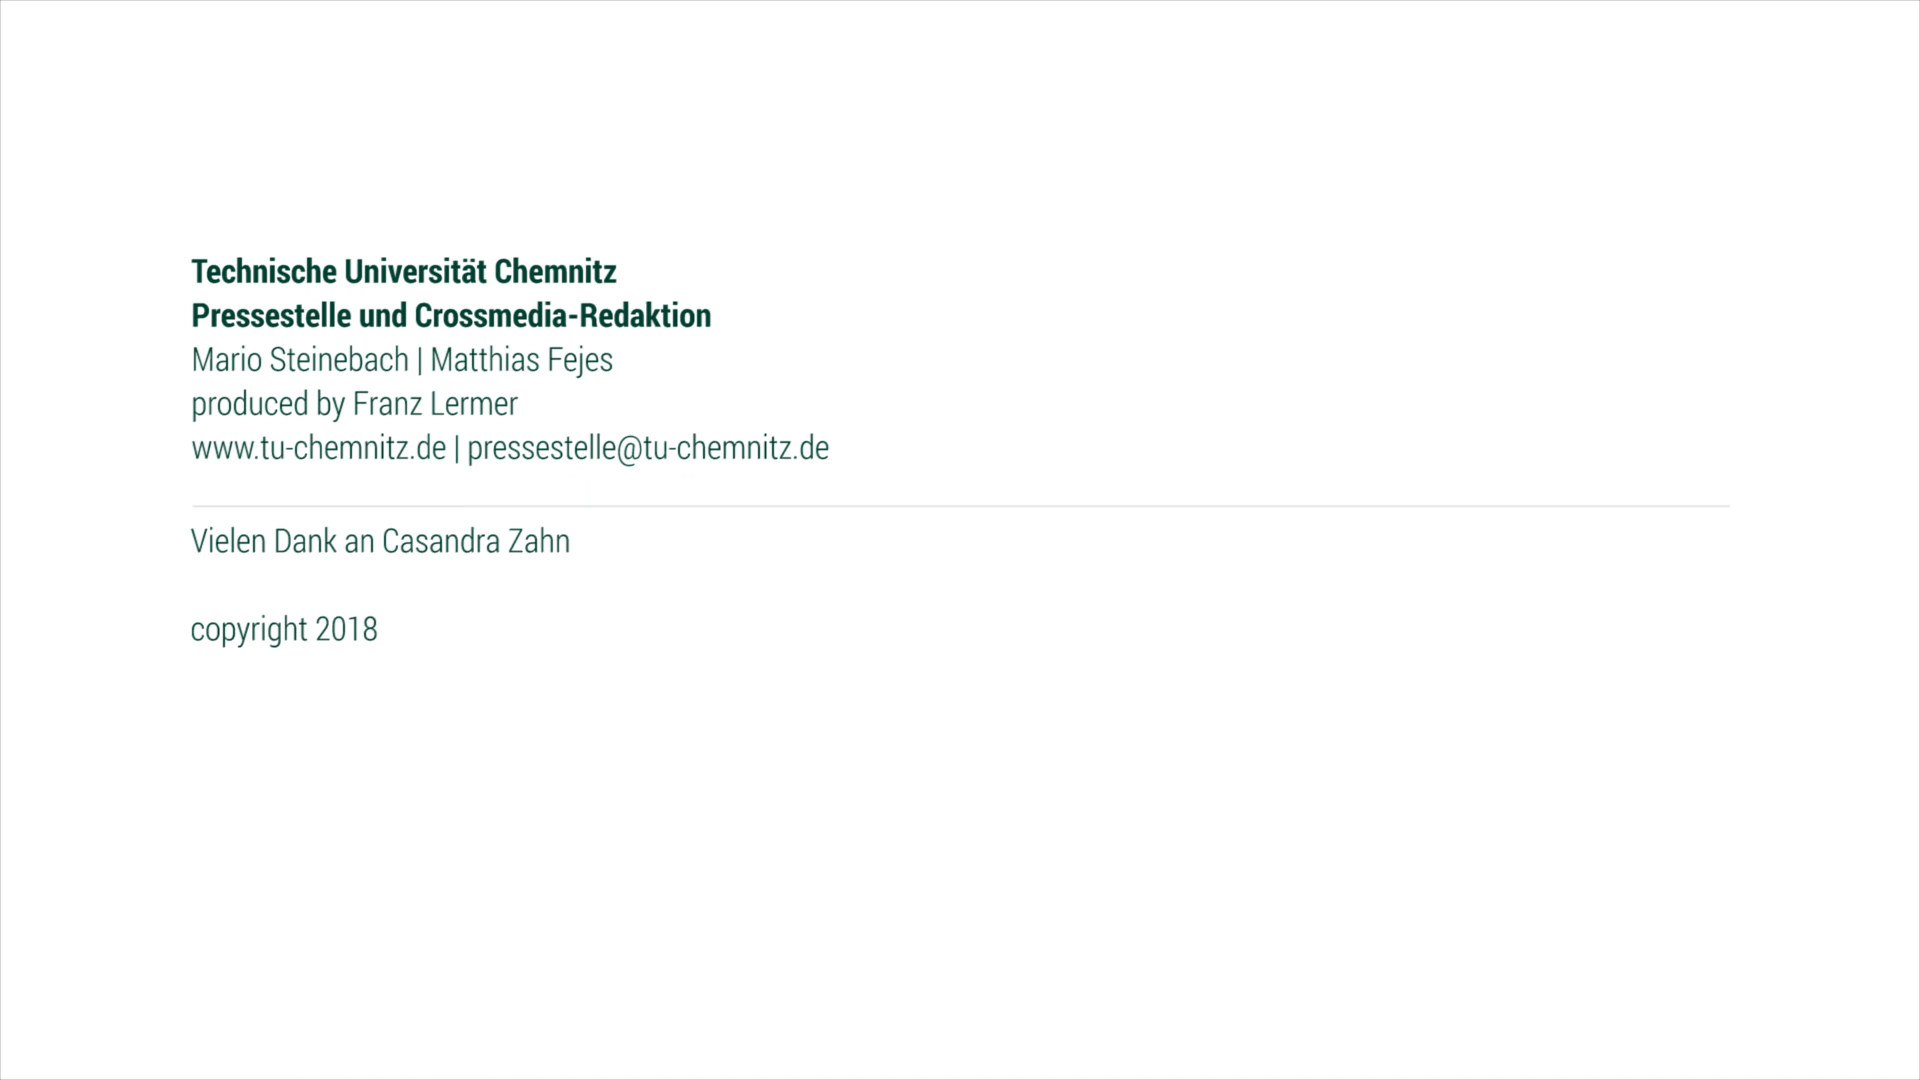 Technische Universität Chemnitz
Pressestelle und Crossmedia-Redaktion
Mario Steinebach | Matthias Fejes
produced by Franz Lermer
www.tu-chemnitz.de | pressestelle@tu-chemnitz.de
Vielen Dank an Casandra Zahn
copyright 2018